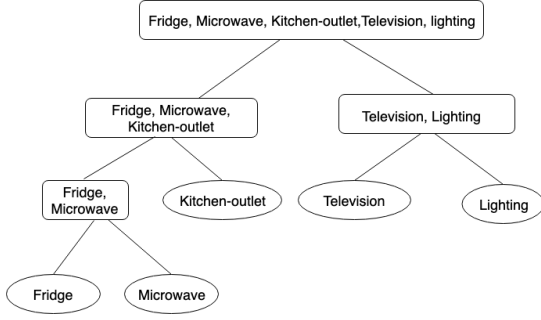 Fridge, Microwave, Kitchen-outlet,Television, lighting
Fridge, Microwave,
Kitchen-outlet
Television, Lighting
Fridge,
Microwave
Kitchen-outlet
Television
Lighting
Fridge
Microwave